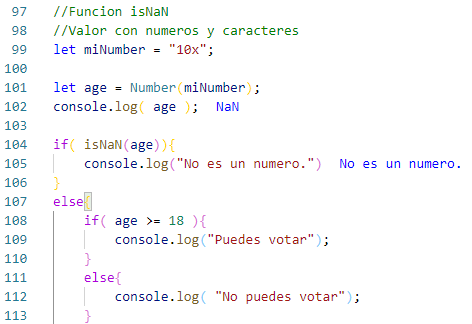 97 //Funcion isNaN
98 //Valor con numeros y caracteres
99 let miNumber = "10x";
100
101 let age = Number(miNumber);
102 console.log( age ); NaN
103
104 if( isNaN(age)){
105 console.log("No es un numero.") No es un numero.
106 }
107 else{
108 if( age >= 18 ){
109 console.log("Puedes votar");
110 }
111 else{
112 console.log( "No puedes votar");
113 }